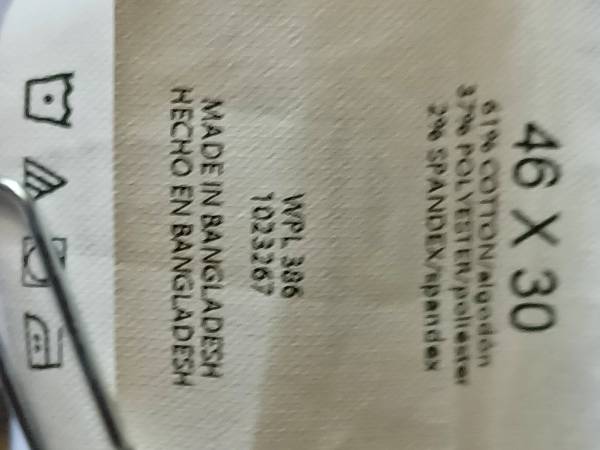 46 X 30
61% COTTON/algodón
37% POLYESTER/poliéster
2% SPANDEX/spandex
WPL 386
1023267
MADE IN BANGLADESH
HECHO EN BANGLADESH